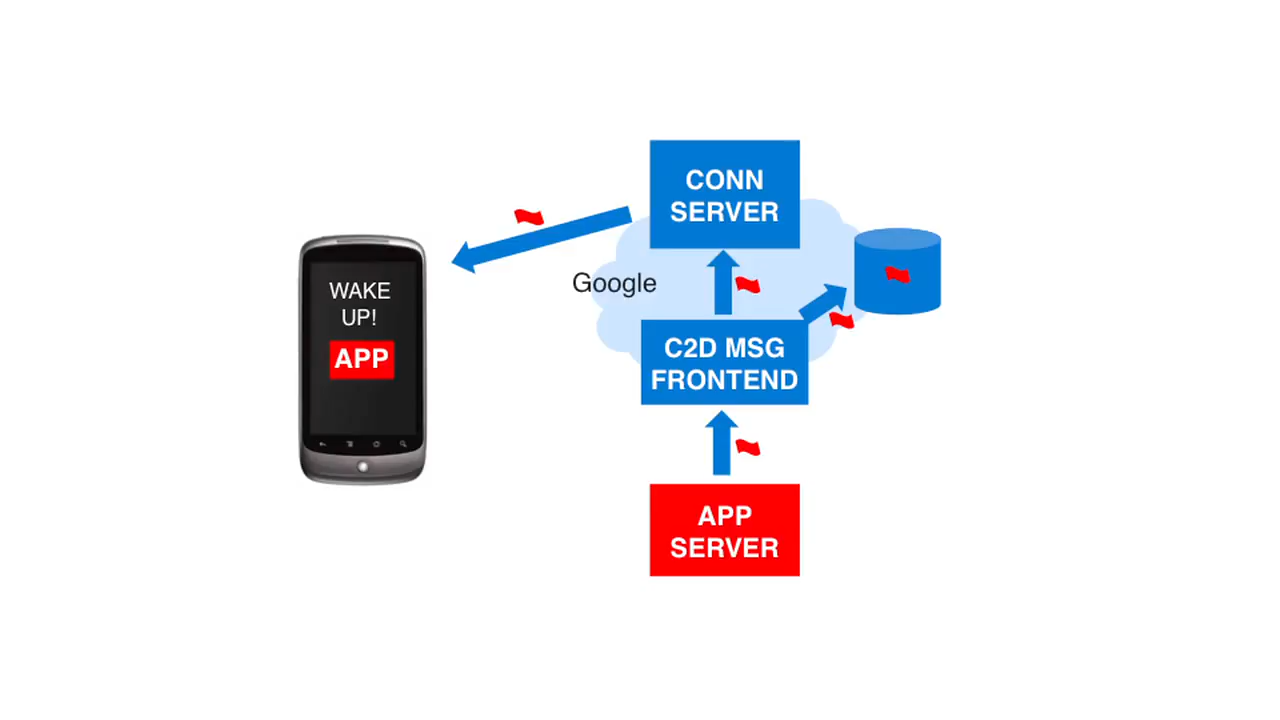 CONN
SERVER
Google
WAKE
UP!
APP
C2D MSG
FRONTEND
APP
SERVER